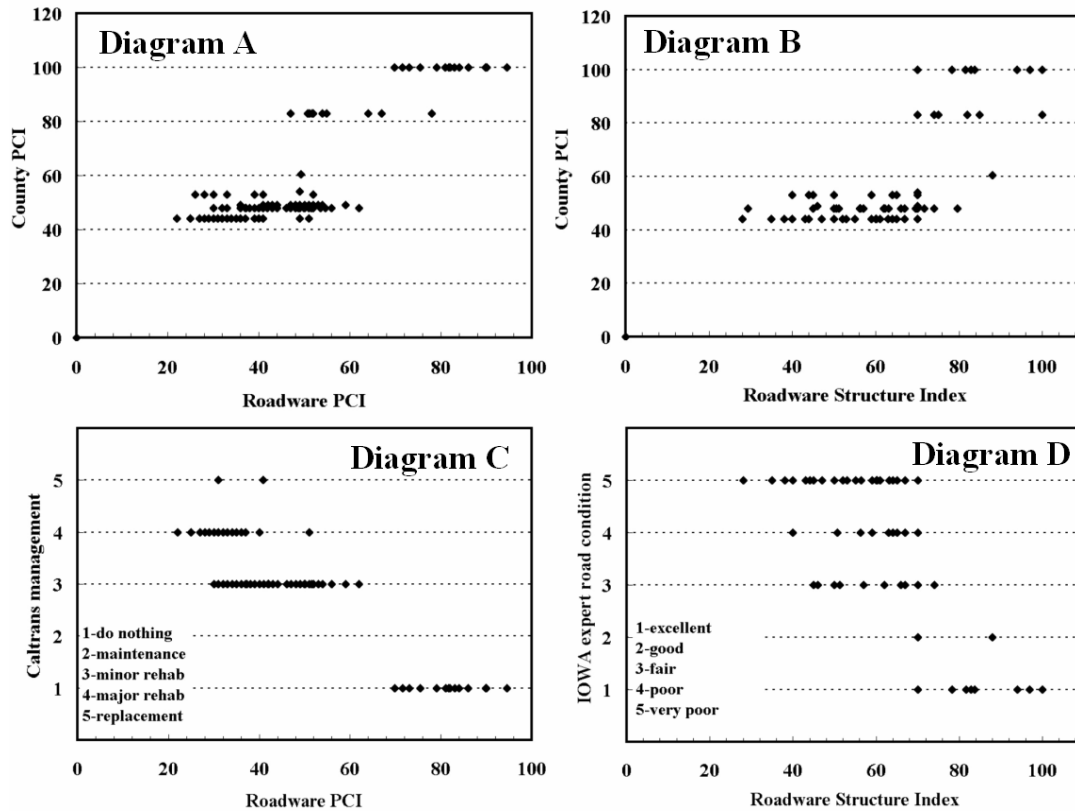 Diagram A
120
100
80
60
40
20
0
County PCI
0 20 40 60 80 100
Roadware PCI
Diagram B
120
100
80
60
40
20
0
County PCI
0 20 40 60 80 100
Roadware Structure Index
Diagram C
5
4
3
2
1
Caltrans management
1-do nothing
2-maintenance
3-minor rehab
4-major rehab
5-replacement
0 20 40 60 80 100
Roadware PCI
Diagram D
5
4
3
2
1
IOWA expert road condition
1-excellent
2-good
3-fair
4-poor
5-very poor
0 20 40 60 80 100
Roadware Structure Index